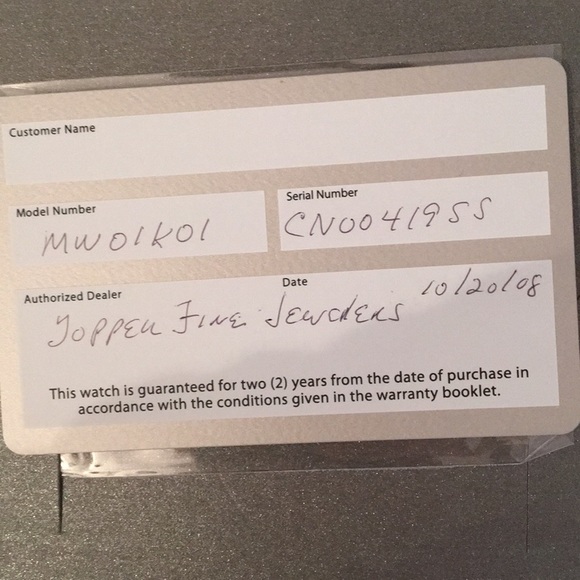 Customer Name
Model Number
Serial Number
MW01K01
CN0041955
Authorized Dealer
Date
Topper Fine Jewelers 10/20/08
This watch is guaranteed for two (2) years from the date of purchase in
accordance with the conditions given in the warranty booklet.